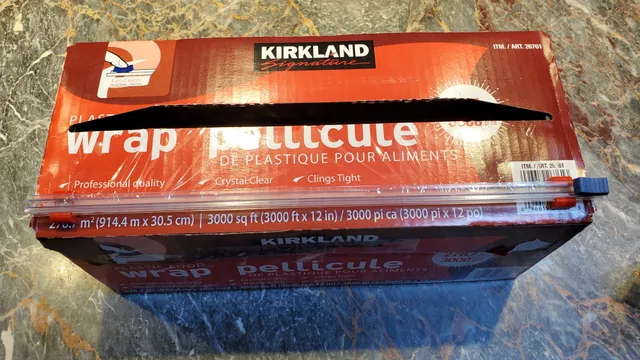 KIRKLAND
Signature
ITM. / ART. 26761
wrap pellicule
DE PLASTIQUE POUR ALIMENTS
Professional quality
Crystal Clear
Clings Tight
m² (914.4 m x 30.5 cm) | 3000 sq ft (3000 ft x 12 in) / 3000 pi ca (3000 pi x 12 po)
KIRKLAND
wrap pellicule
DE PLASTIQUE POUR ALIMENTS
3000